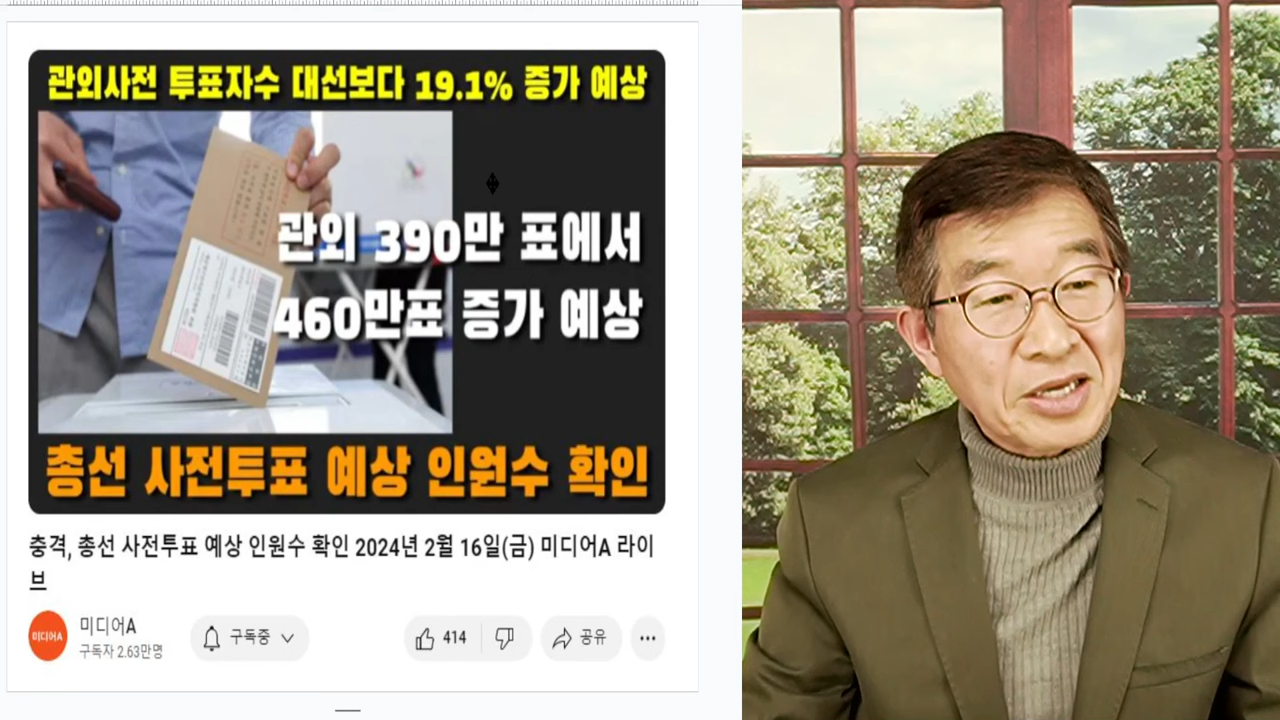 관외사전 투표자수 대선보다 19.1% 증가 예상
관외 390만 표에서
460만표 증가 예상
총선 사전투표 예상 인원수 확인
충격, 총선 사전투표 예상 인원수 확인 2024년 2월 16일(금) 미디어A 라이
브
미디어A
미디어A
구독자 2.63만명
구독중
414
공유